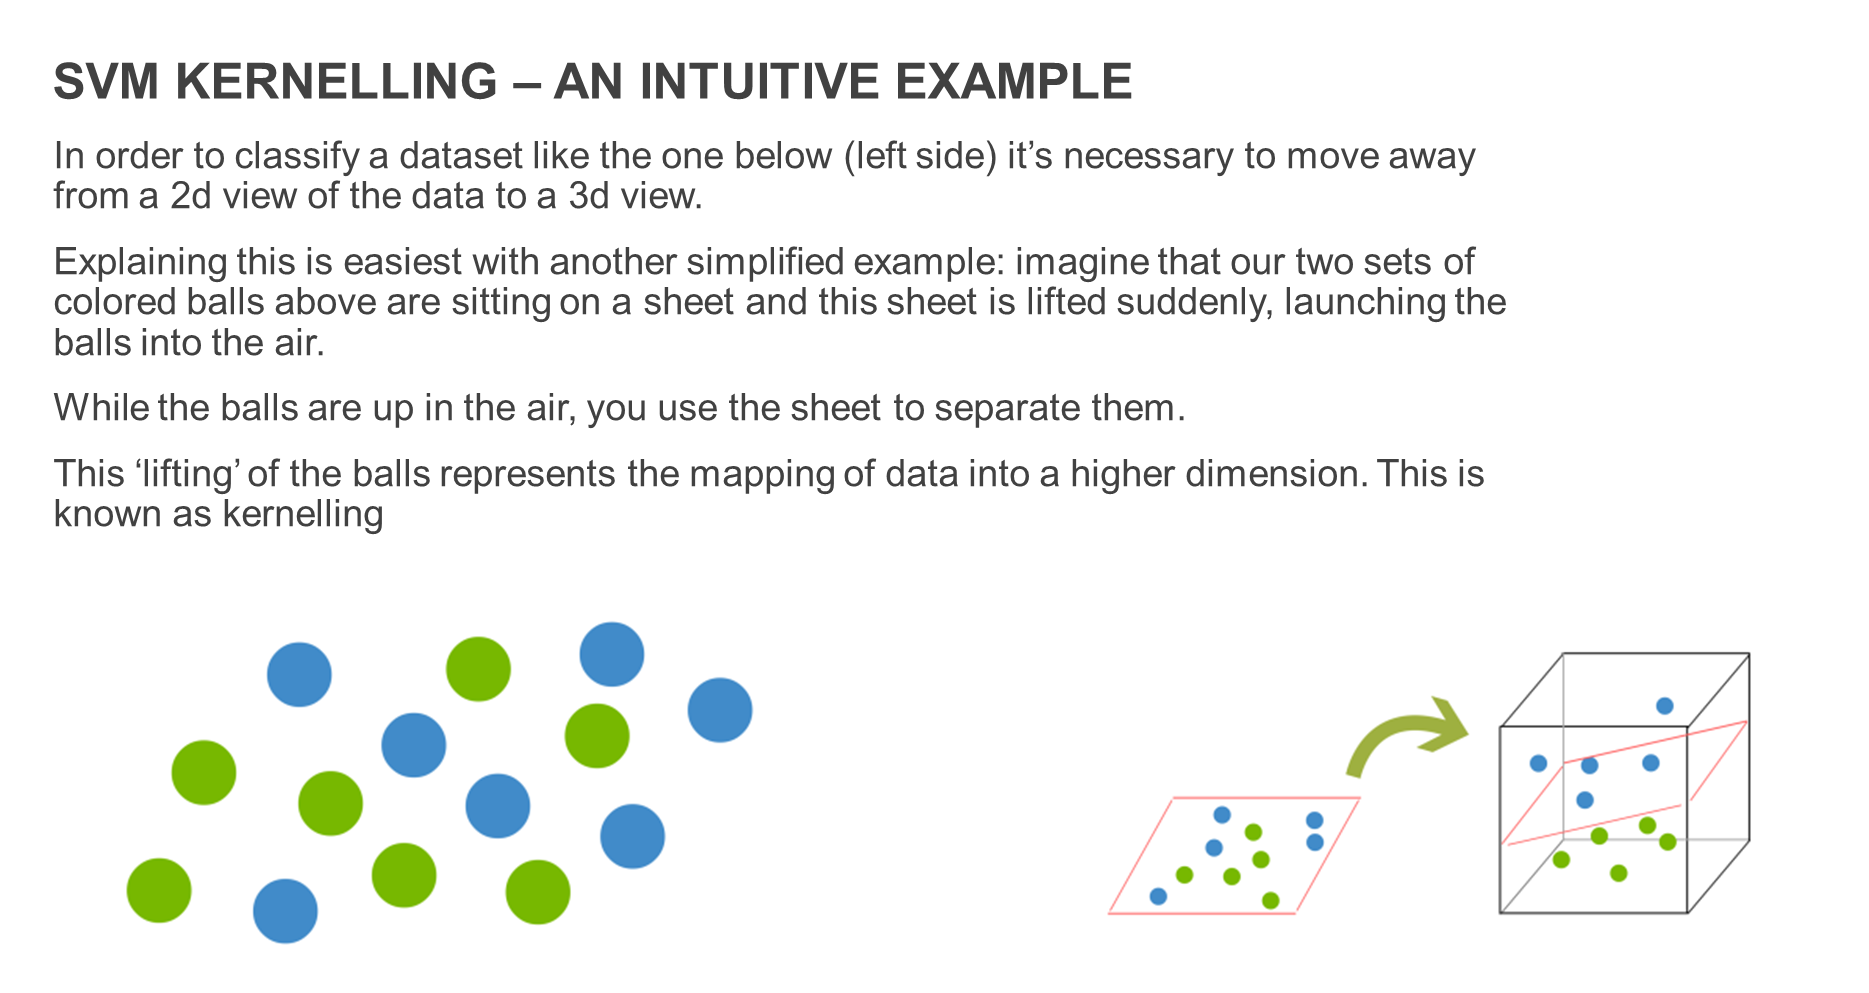 SVM KERNELLING – AN INTUITIVE EXAMPLE
In order to classify a dataset like the one below (left side) it’s necessary to move away
from a 2d view of the data to a 3d view.
Explaining this is easiest with another simplified example: imagine that our two sets of
colored balls above are sitting on a sheet and this sheet is lifted suddenly, launching the
balls into the air.
While the balls are up in the air, you use the sheet to separate them.
This ‘lifting’ of the balls represents the mapping of data into a higher dimension. This is
known as kernelling